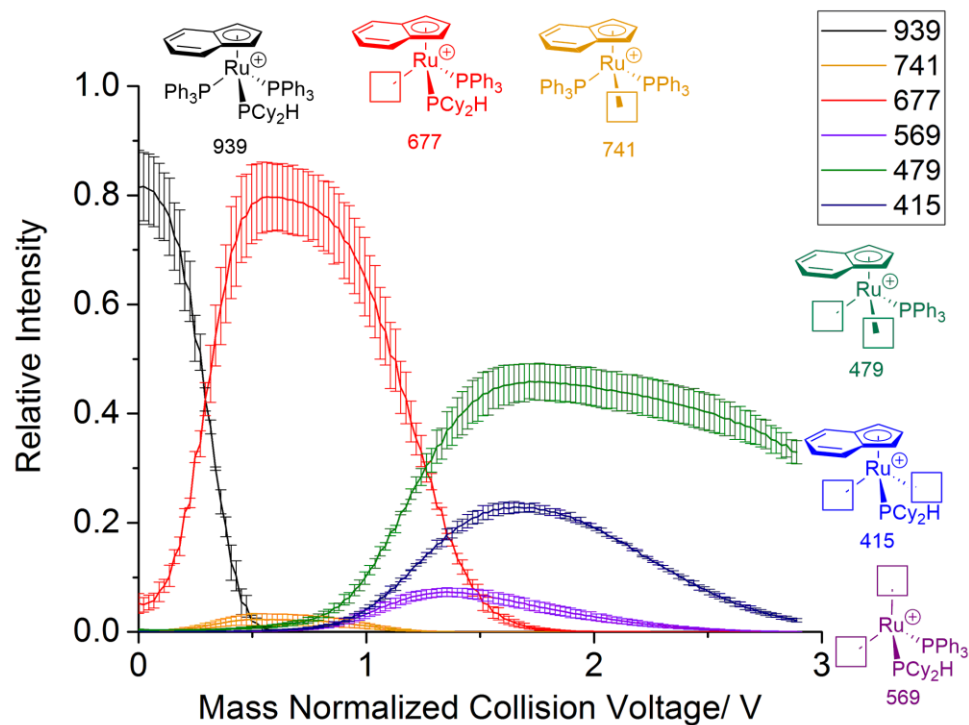 Ru⊕
Ph₃P
PPh₃
PCy₂H
939
Ru⊕
PPh₃
PCy₂H
677
Ru⊕
Ph₃P
PPh₃
741
939
741
677
569
479
415
1.0
0.8
0.6
0.4
0.2
0.0
Relative Intensity
0
1
2
3
Mass Normalized Collision Voltage/ V
Ru⊕
PPh₃
479
Ru⊕
PCy₂H
415
Ru⊕
PPh₃
PCy₂H
569